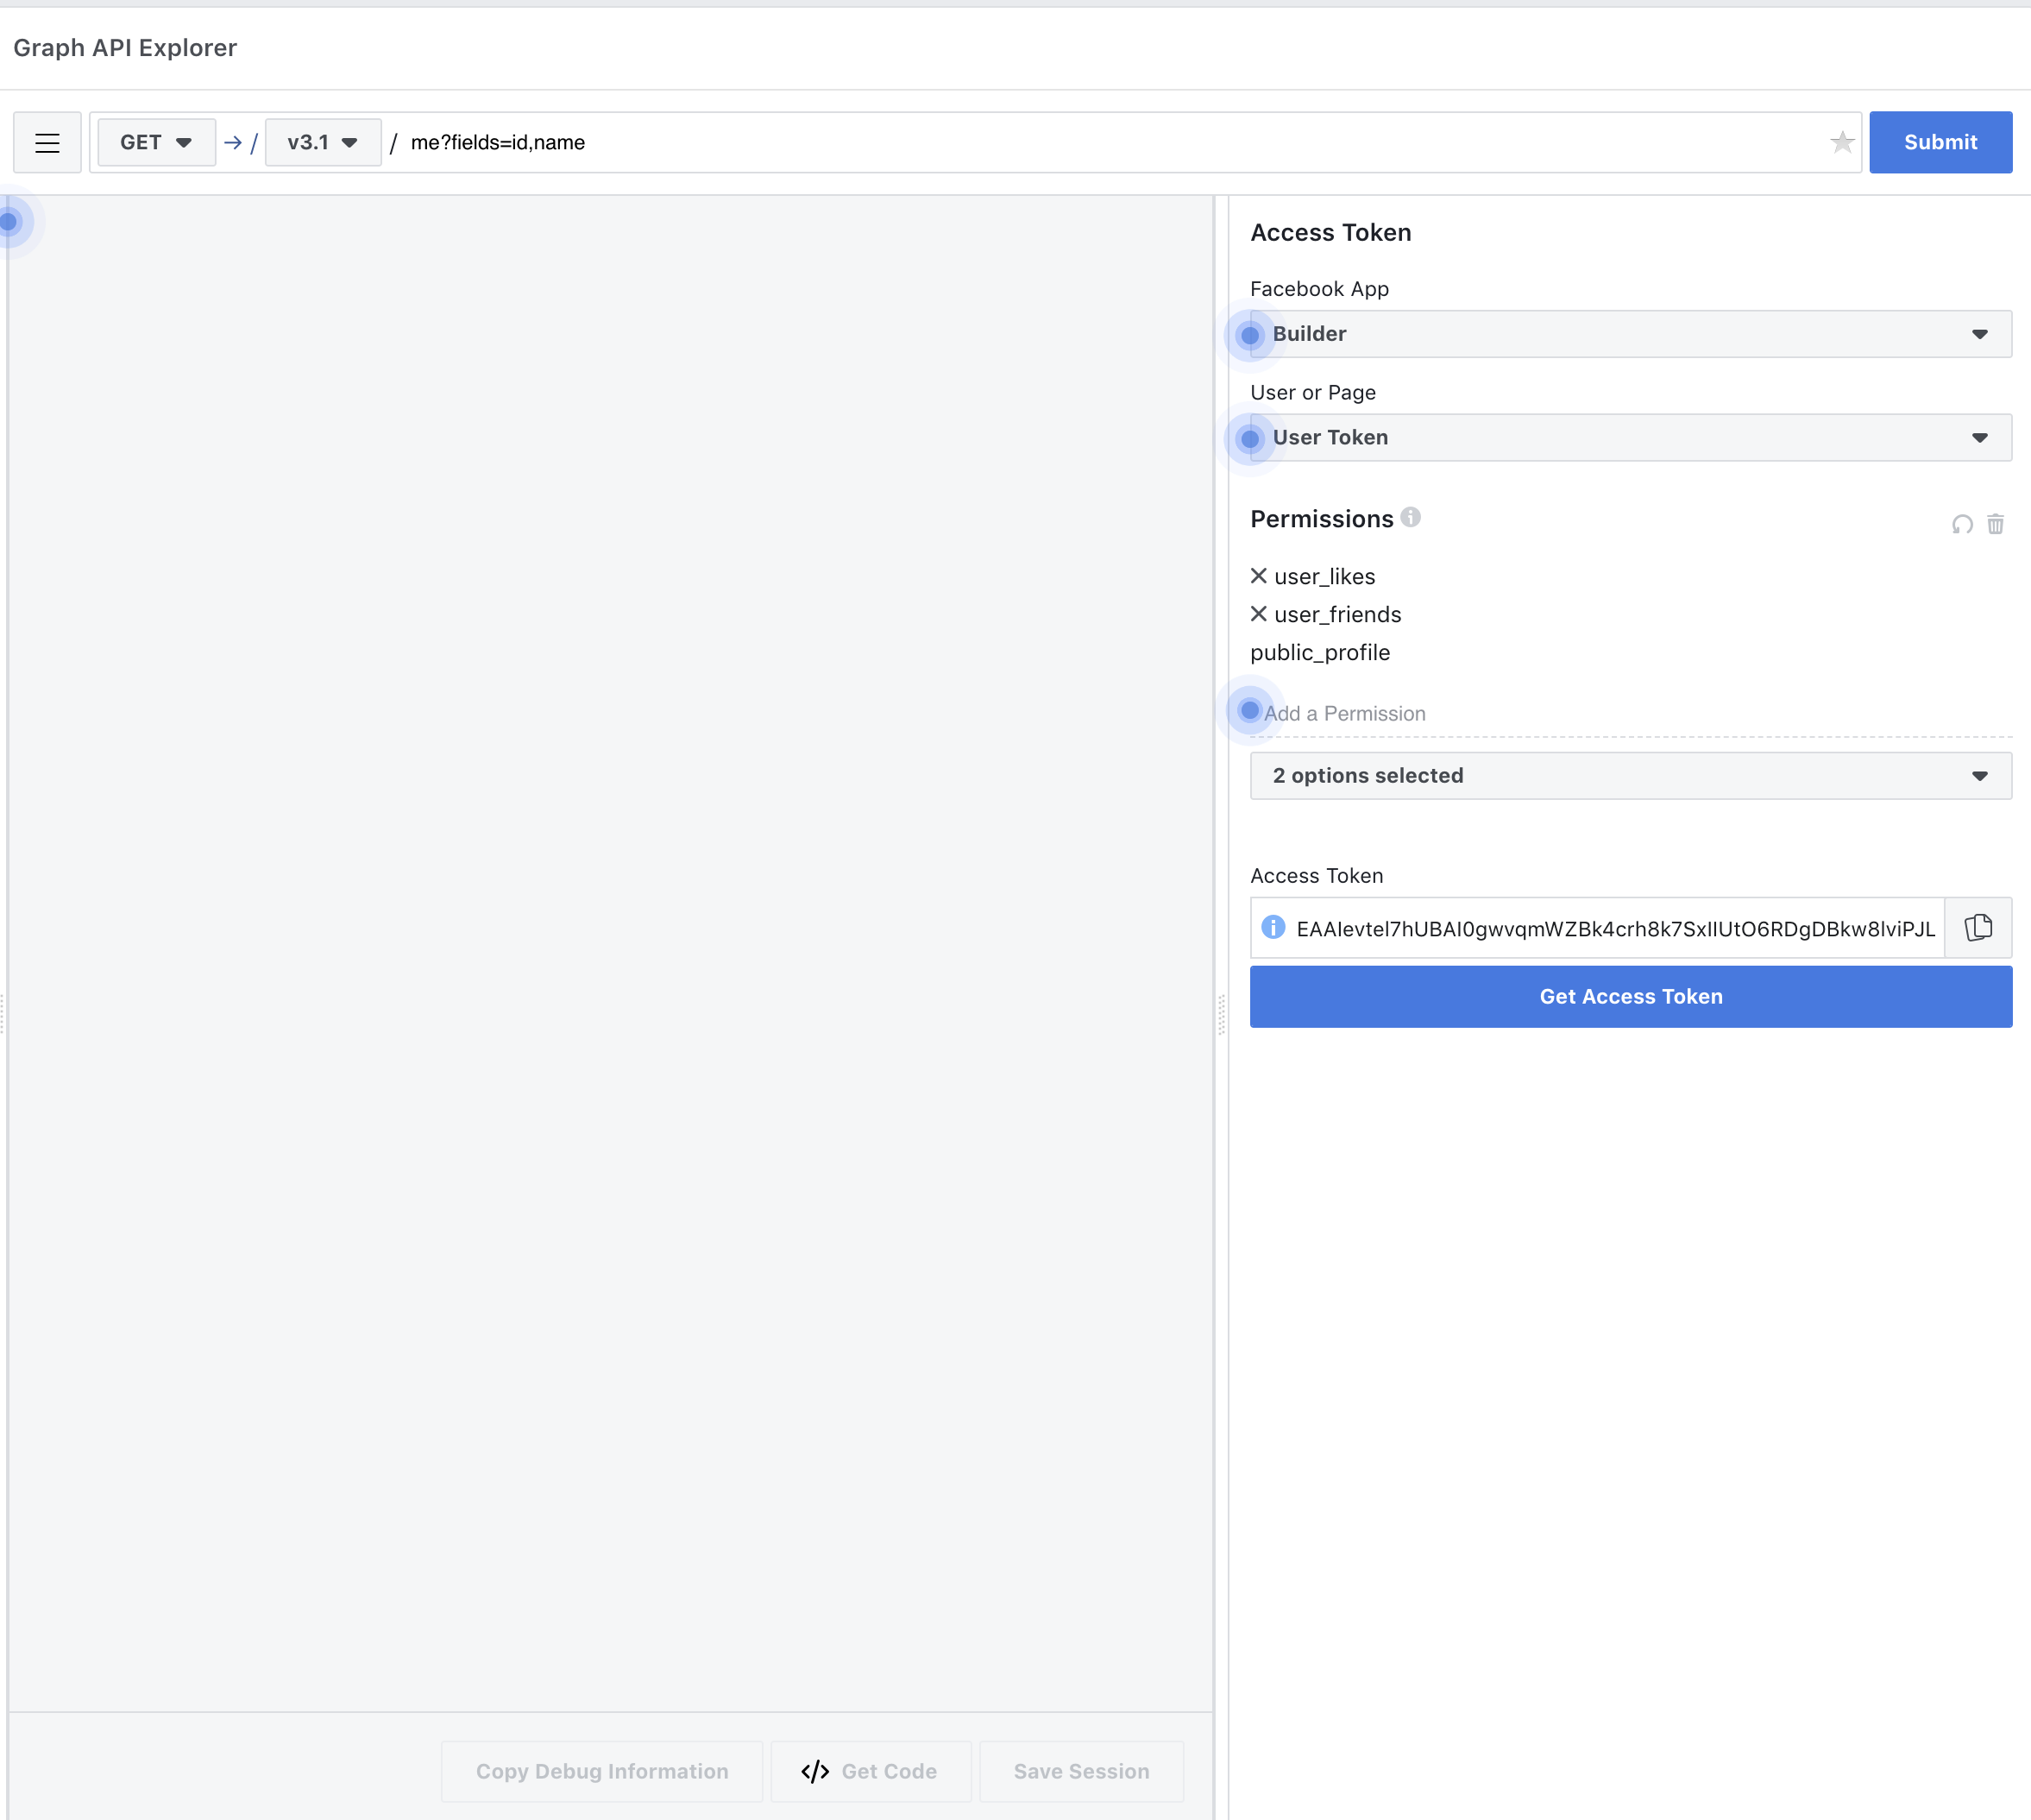 Graph API Explorer
GET → / v3.1 / me?fields=id,name
Submit
Access Token
Facebook App
Builder
User or Page
User Token
Permissions
user_likes
user_friends
public_profile
Add a Permission
2 options selected
Access Token
EAAIevtel7hUBAI0gwvqmWZBk4crh8k7SxIIUtO6RDgDBkw8lviPJL
Get Access Token
Copy Debug Information
</> Get Code
Save Session